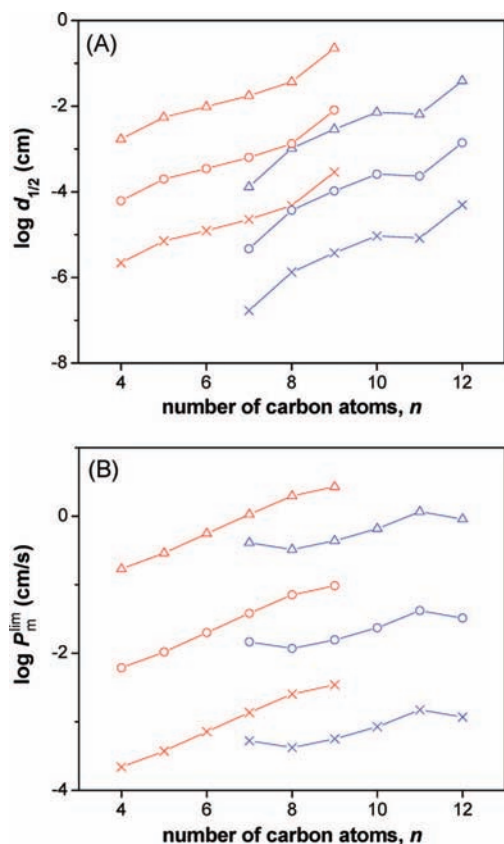 (A)
log d1/2 (cm)
0
-2
-4
-6
-8
4 6 8 10 12
number of carbon atoms, n
(B)
log Pmlim (cm/s)
0
-2
-4
4 6 8 10 12
number of carbon atoms, n